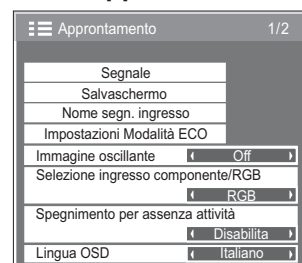 Approntamento 1/2
Segnale
Salvaschermo
Nome segn. ingresso
Impostazioni Modalità ECO
Immagine oscillante Off
Selezione ingresso componente/RGB
RGB
Spegnimento per assenza attività
Disabilita
Lingua OSD Italiano